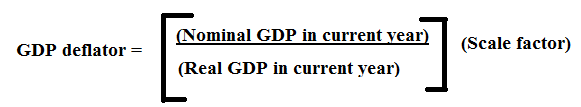 (Nominal GDP in current year)
GDP deflator = (Scale factor)
(Real GDP in current year)